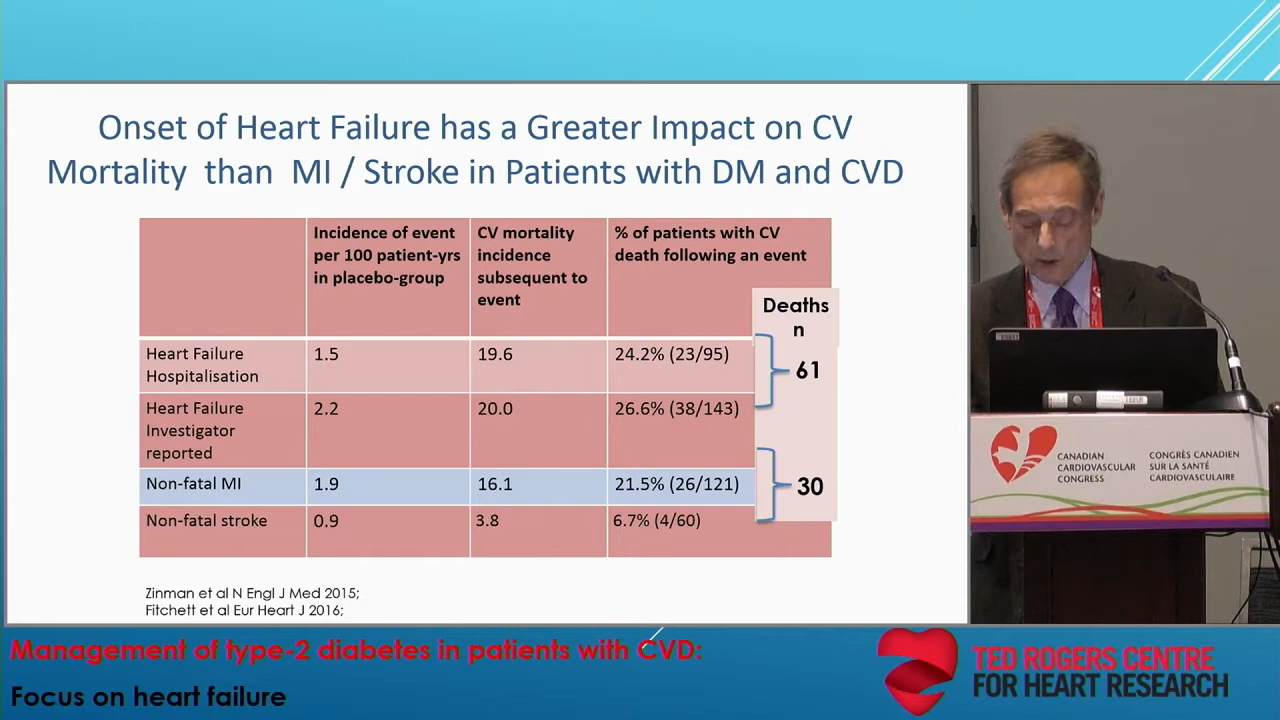 Onset of Heart Failure has a Greater Impact on CV
Mortality than MI / Stroke in Patients with DM and CVD
Incidence of event
per 100 patient-yrs
in placebo-group
CV mortality
incidence
subsequent to
event
% of patients with CV
death following an event
Deaths
n
Heart Failure
Hospitalisation
1.5
19.6
24.2% (23/95)
61
Heart Failure
Investigator
reported
2.2
20.0
26.6% (38/143)
Non-fatal MI
1.9
16.1
21.5% (26/121)
30
Non-fatal stroke
0.9
3.8
6.7% (4/60)
Zinman et al N Engl J Med 2015;
Fitchett et al Eur Heart J 2016;
CANADIAN
CARDIOVASCULAR
CONGRESS
CONGRÈS CANADIEN
SUR LA SANTÉ
CARDIOVASCULAIRE
Management of type-2 diabetes in patients with CVD:
Focus on heart failure
TED ROGERS CENTRE
FOR HEART RESEARCH